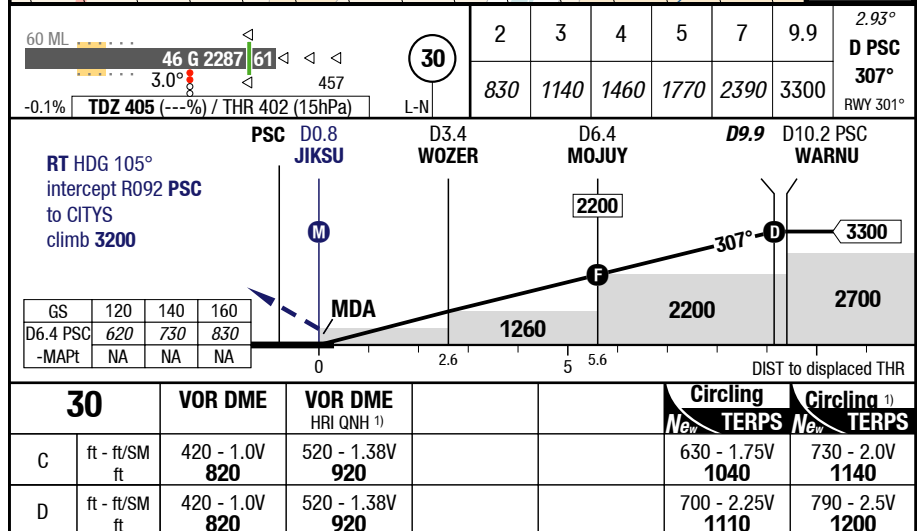 60 ML
46 G 2287 61
3.0°
457
-0.1% TDZ 405 (---%) / THR 402 (15hPa)
30
L-N
2 3 4 5 7 9.9
830 1140 1460 1770 2390 3300
2.93°
D PSC
307°
RWY 301°
PSC D0.8 D3.4 D6.4 D9.9 D10.2 PSC
JIKSU WOZER MOJUY WARNU
RT HDG 105°
intercept R092 PSC
to CITYS
climb 3200
2200
M
307°
D
3300
F
MDA
1260
2200
2700
GS 120 140 160
D6.4 PSC 620 730 830
-MAPt NA NA NA
0 2.6 5 5.6 DIST to displaced THR
30 VOR DME VOR DME Circling Circling 1)
HRI QNH 1) New TERPS New TERPS
C ft - ft/SM 420 - 1.0V 520 - 1.38V 630 - 1.75V 730 - 2.0V
ft 820 920 1040 1140
D ft - ft/SM 420 - 1.0V 520 - 1.38V 700 - 2.25V 790 - 2.5V
ft 820 920 1110 1200